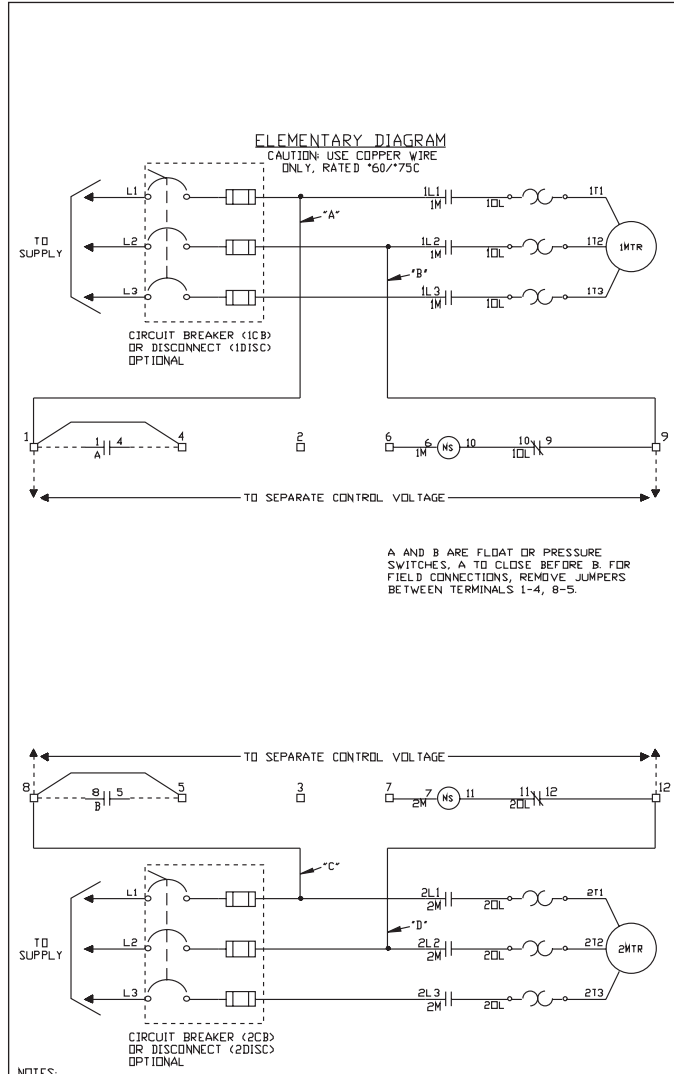 ELEMENTARY DIAGRAM
CAUTION: USE COPPER WIRE
ONLY, RATED °60/°75C
L1
"A"
1L1
1M
1OL
1T1
TO
SUPPLY
L2
1L2
1M
1OL
1T2
1MTR
"B"
L3
1L3
1M
1OL
1T3
CIRCUIT BREAKER (1CB)
OR DISCONNECT (1DISC)
OPTIONAL
1
1
4
A
4
2
6
6
1M
NS
10
10
9
1OL
9
TO SEPARATE CONTROL VOLTAGE
A AND B ARE FLOAT OR PRESSURE
SWITCHES, A TO CLOSE BEFORE B. FOR
FIELD CONNECTIONS, REMOVE JUMPERS
BETWEEN TERMINALS 1-4, 8-5.
TO SEPARATE CONTROL VOLTAGE
8
8
5
B
5
3
7
7
2M
NS
11
11
12
2OL
12
"C"
L1
2L1
2M
2OL
2T1
"D"
TO
SUPPLY
L2
2L2
2M
2OL
2T2
2MTR
L3
2L3
2M
2OL
2T3
CIRCUIT BREAKER (2CB)
OR DISCONNECT (2DISC)
OPTIONAL
NOTES: